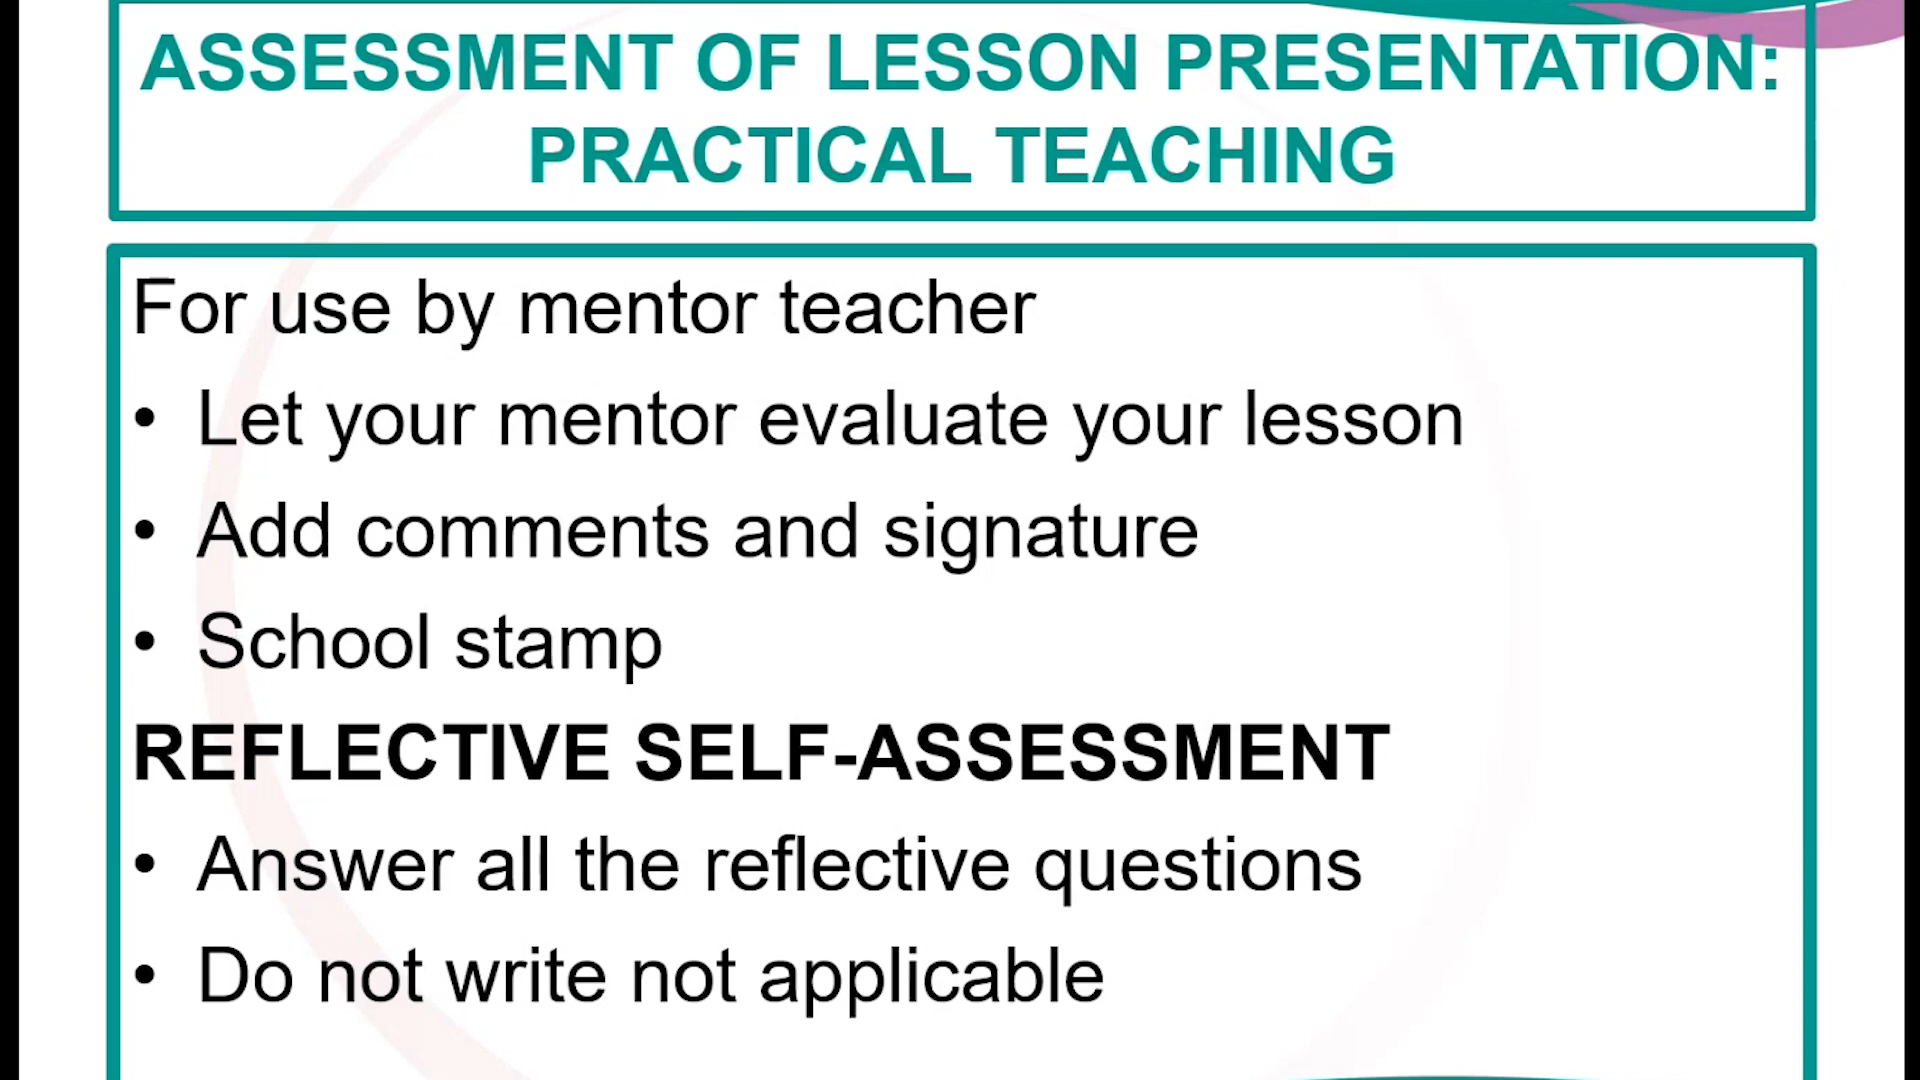 ASSESSMENT OF LESSON PRESENTATION:
PRACTICAL TEACHING
For use by mentor teacher
• Let your mentor evaluate your lesson
• Add comments and signature
• School stamp
REFLECTIVE SELF-ASSESSMENT
• Answer all the reflective questions
• Do not write not applicable